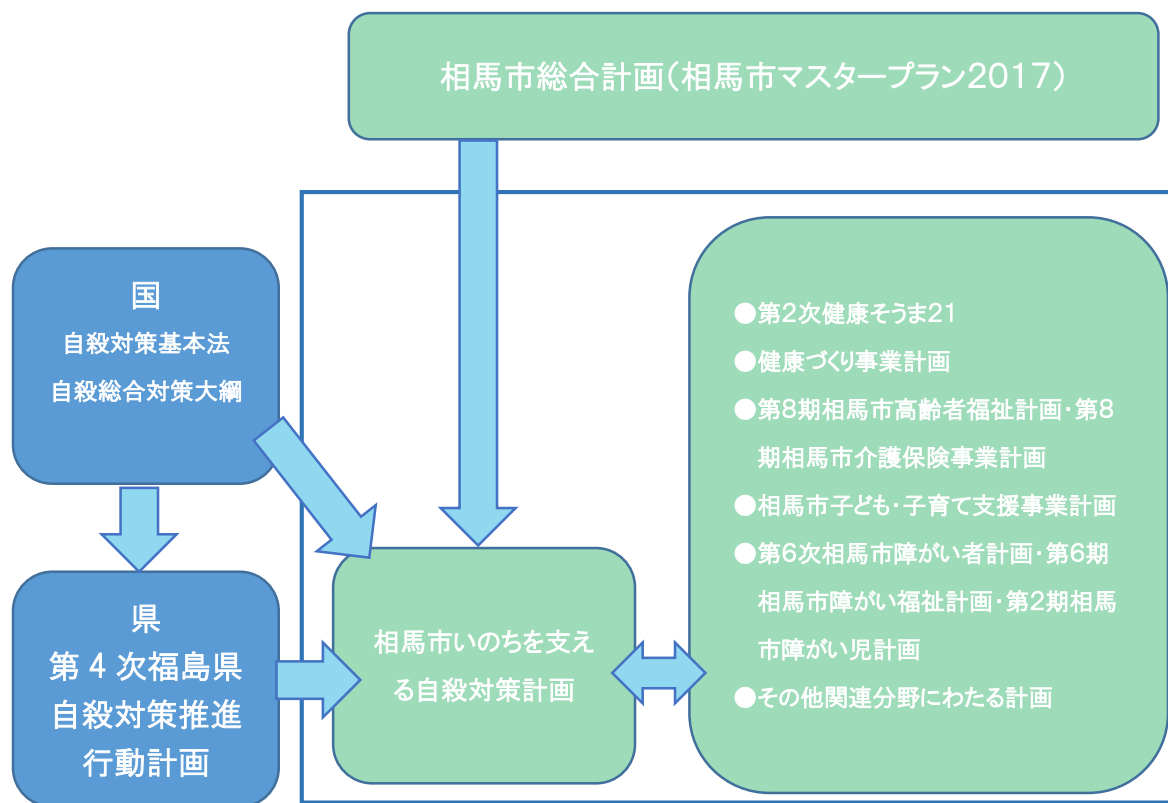 相馬市総合計画(相馬市マスタープラン2017)
国
自殺対策基本法
自殺総合対策大綱
県
第4次福島県
自殺対策推進
行動計画
相馬市いのちを支え
る自殺対策計画
●第2次健康そうま21
●健康づくり事業計画
●第8期相馬市高齢者福祉計画・第8
期相馬市介護保険事業計画
●相馬市子ども・子育て支援事業計画
●第6次相馬市障がい者計画・第6期
相馬市障がい福祉計画・第2期相馬
市障がい児計画
●その他関連分野にわたる計画